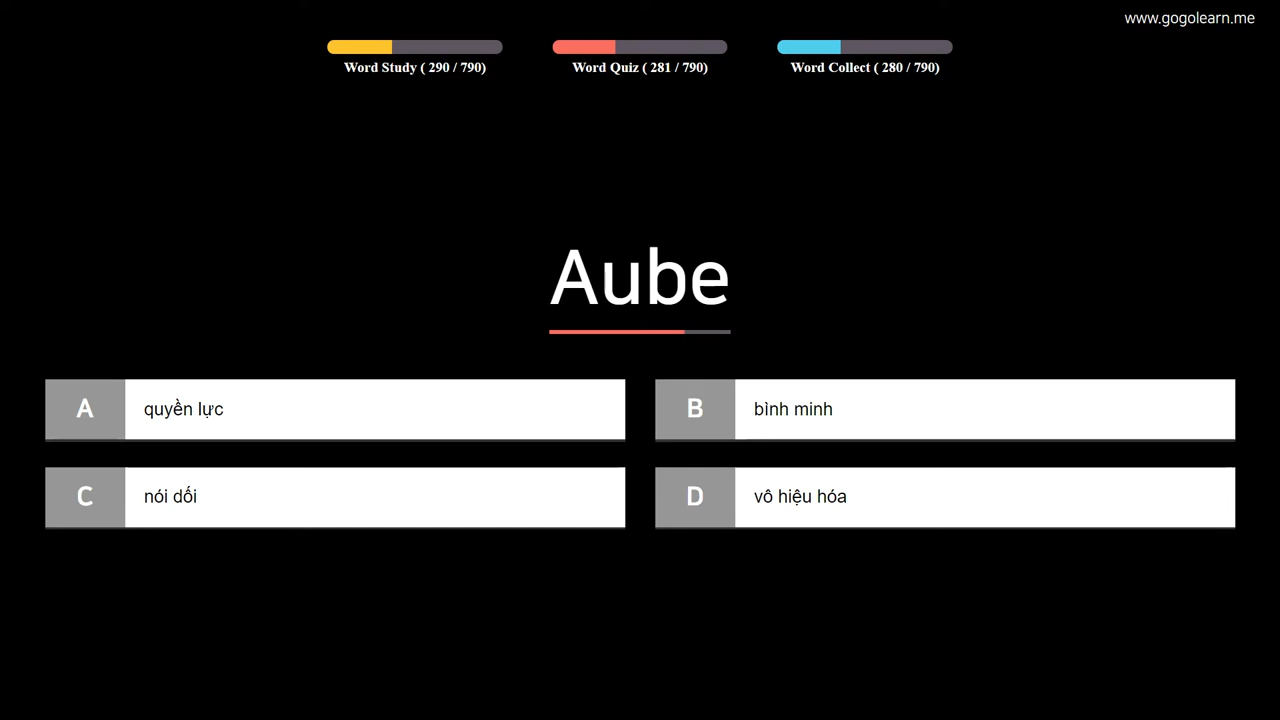 www.gogolearn.me
Word Study ( 290 / 790)
Word Quiz ( 281 / 790)
Word Collect ( 280 / 790)
Aube
A quyền lực
B bình minh
C nói dối
D vô hiệu hóa